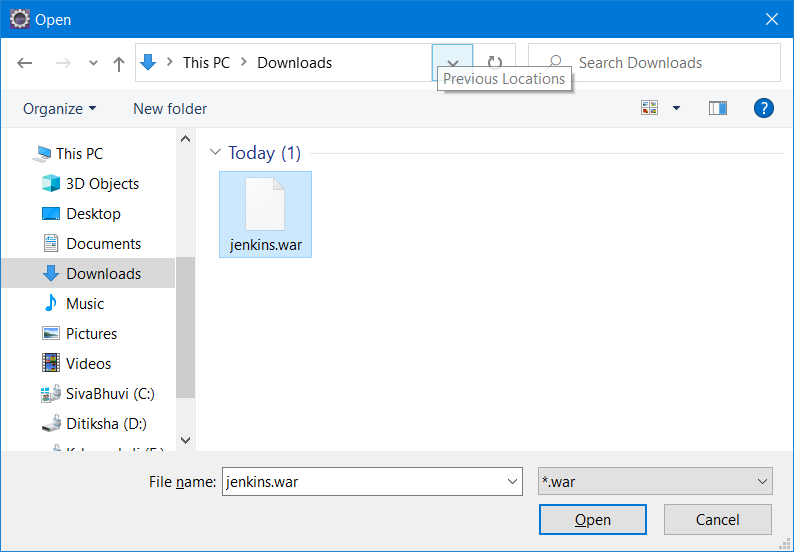 Open
This PC > Downloads
Search Downloads
Previous Locations
Organize
New folder
?
This PC
3D Objects
Desktop
Documents
Downloads
Music
Pictures
Videos
SivaBhuvi (C:)
Ditiksha (D:)
Today (1)
jenkins.war
File name: jenkins.war
*.war
Open
Cancel